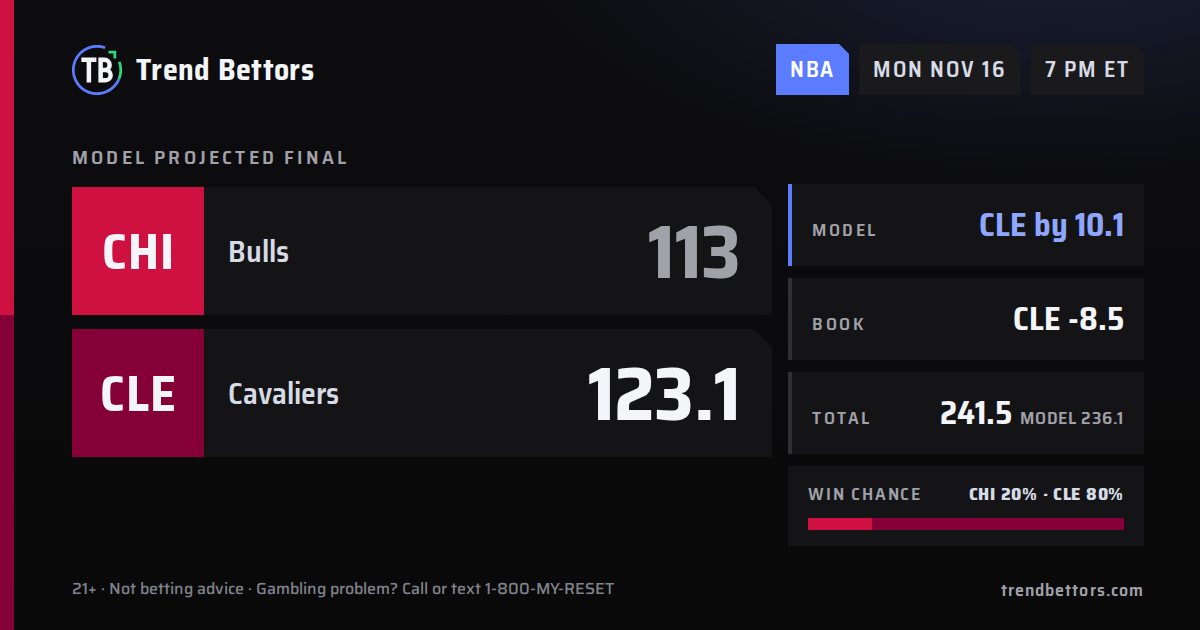 TB Trend Bettors
NBA MON NOV 16 7 PM ET
MODEL PROJECTED FINAL
CHI Bulls 113
CLE Cavaliers 123.1
MODEL CLE by 10.1
BOOK CLE -8.5
TOTAL 241.5 MODEL 236.1
WIN CHANCE CHI 20% · CLE 80%
21+ · Not betting advice · Gambling problem? Call or text 1-800-MY-RESET
trendbettors.com